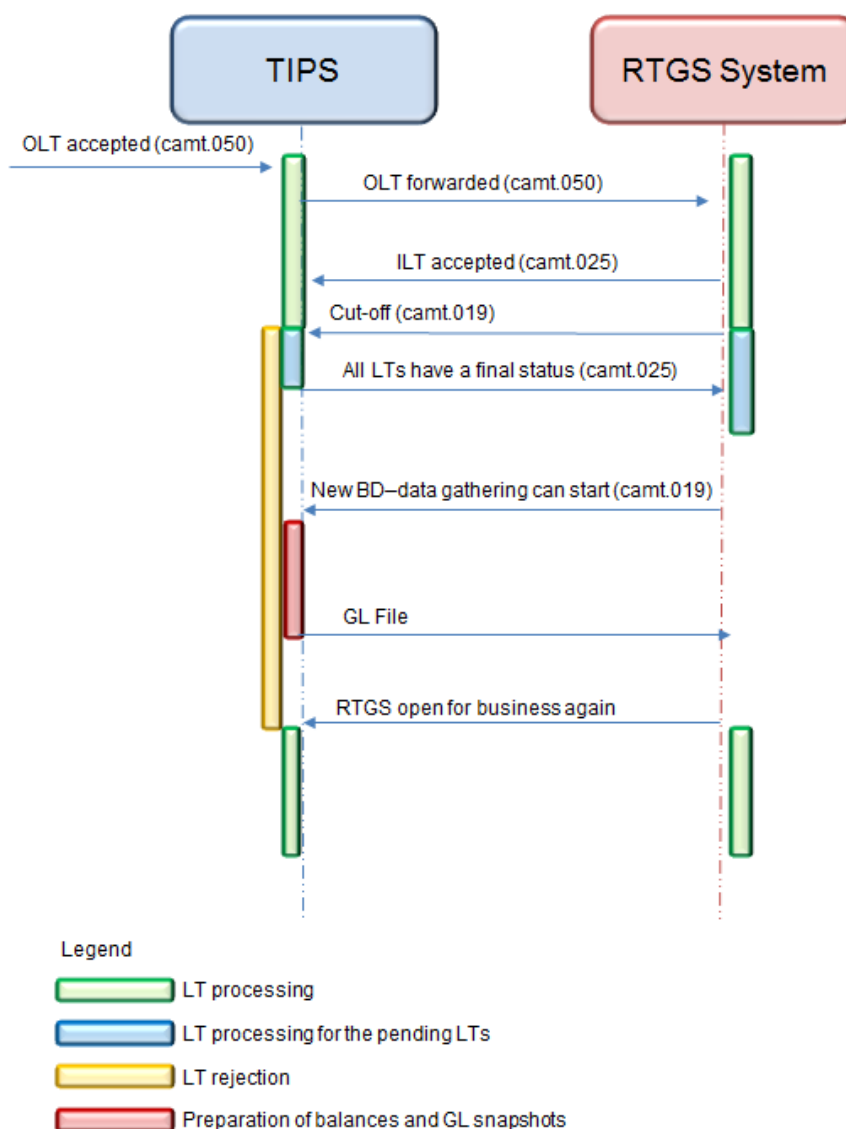 TIPS
RTGS System
OLT accepted (camt.050)
OLT forwarded (camt.050)
ILT accepted (camt.025)
Cut-off (camt.019)
All LTs have a final status (camt.025)
New BD–data gathering can start (camt.019)
GL File
RTGS open for business again
Legend
LT processing
LT processing for the pending LTs
LT rejection
Preparation of balances and GL snapshots